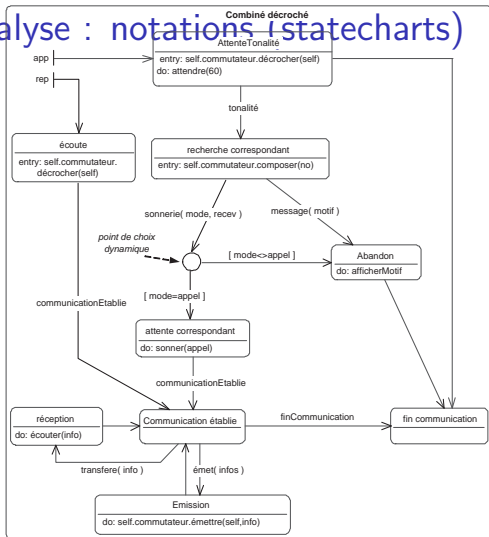 alyse : notations (statecharts)
Combiné décroché
AttenteTonalité
entry: self.commutateur.décrocher(self)
do: attendre(60)
app
rep
tonalité
écoute
entry: self.commutateur.
décrocher(self)
recherche correspondant
entry: self.commutateur.composer(no)
sonnerie( mode, recev )
message( motif )
point de choix
dynamique
[ mode<>appel ]
Abandon
do: afficherMotif
[ mode=appel ]
communicationEtablie
attente correspondant
do: sonner(appel)
communicationEtablie
réception
do: écouter(info)
Communication établie
finCommunication
fin communication
transfere( info )
émet( infos )
Emission
do: self.commutateur.émettre(self,info)